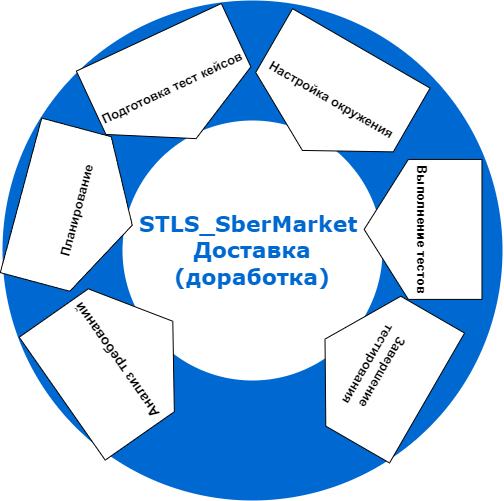 STLS_SberMarket
Доставка
(доработка)
Анализ Требований
Планирование
Подготовка тест кейсов
Настройка окружения
Выполнение тестов
Завершение
тестирования